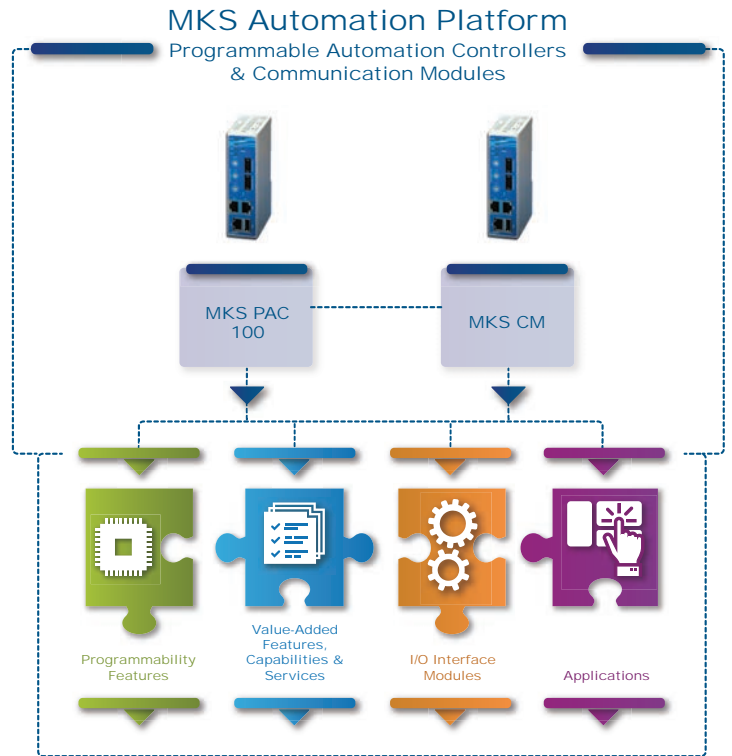 MKS Automation Platform
Programmable Automation Controllers
& Communication Modules
MKS PAC
100
MKS CM
Programmability
Features
Value-Added
Features,
Capabilities &
Services
I/O Interface
Modules
Applications